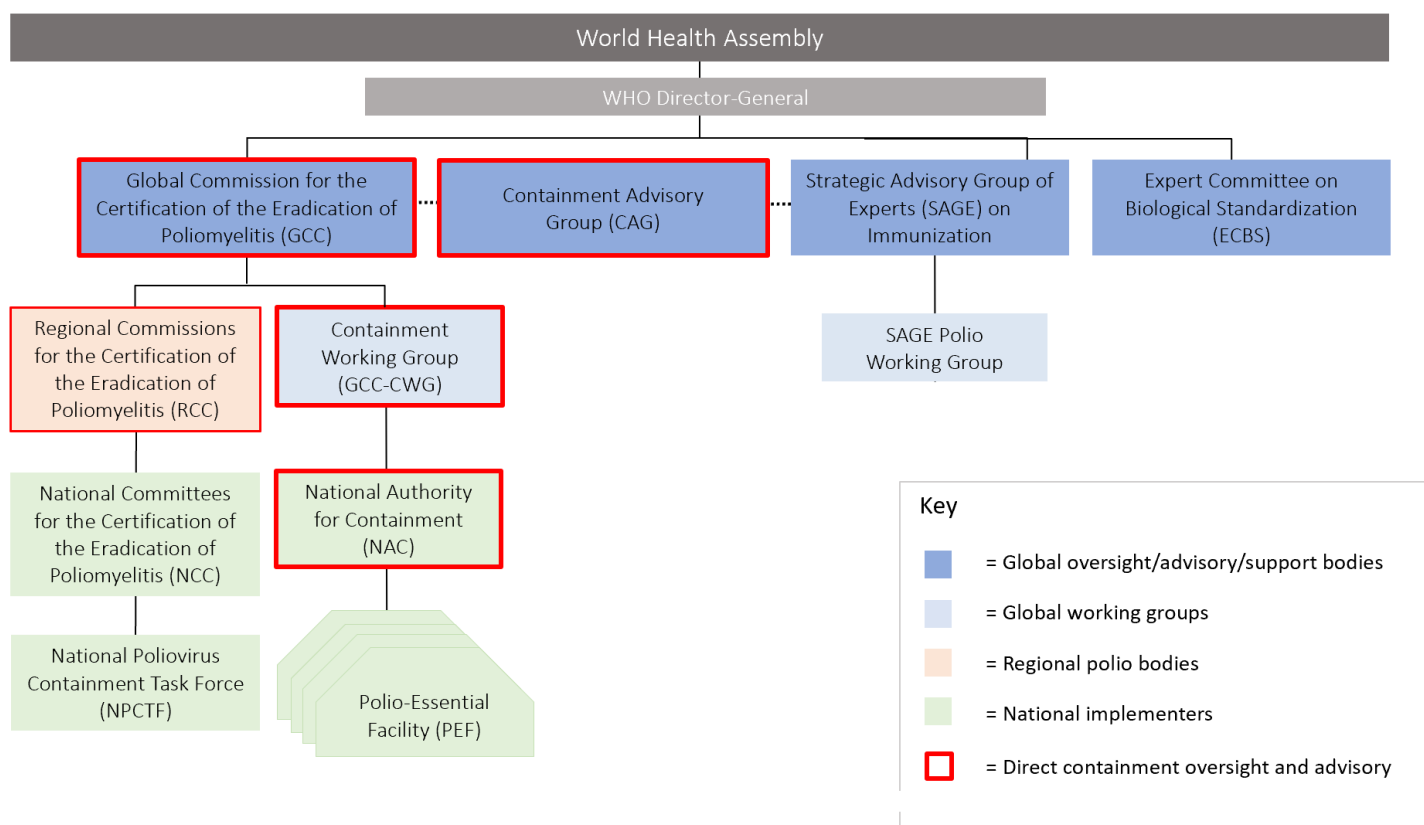 World Health Assembly
WHO Director-General
Global Commission for the
Certification of the Eradication of
Poliomyelitis (GCC)
Containment Advisory
Group (CAG)
Strategic Advisory Group of
Experts (SAGE) on
Immunization
Expert Committee on
Biological Standardization
(ECBS)
Regional Commissions
for the Certification of
the Eradication of
Poliomyelitis (RCC)
Containment
Working Group
(GCC-CWG)
SAGE Polio
Working Group
National Committees
for the Certification of
the Eradication of
Poliomyelitis (NCC)
National Authority
for Containment
(NAC)
National Poliovirus
Containment Task Force
(NPCTF)
Polio-Essential
Facility (PEF)
Key
= Global oversight/advisory/support bodies
= Global working groups
= Regional polio bodies
= National implementers
= Direct containment oversight and advisory